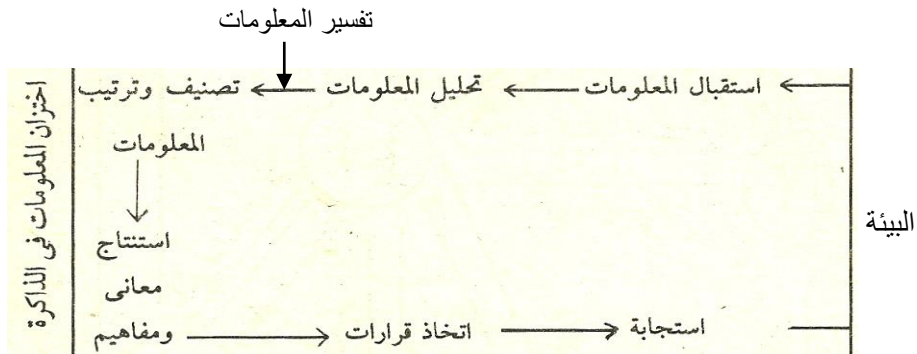 تفسير المعلومات
استقبال المعلومات تحليل المعلومات تصنيف وترتيب
المعلومات
استنتاج
معانى
ومفاهيم اتخاذ قرارات استجابة
البيئة
اختزان المعلومات فى الذاكرة